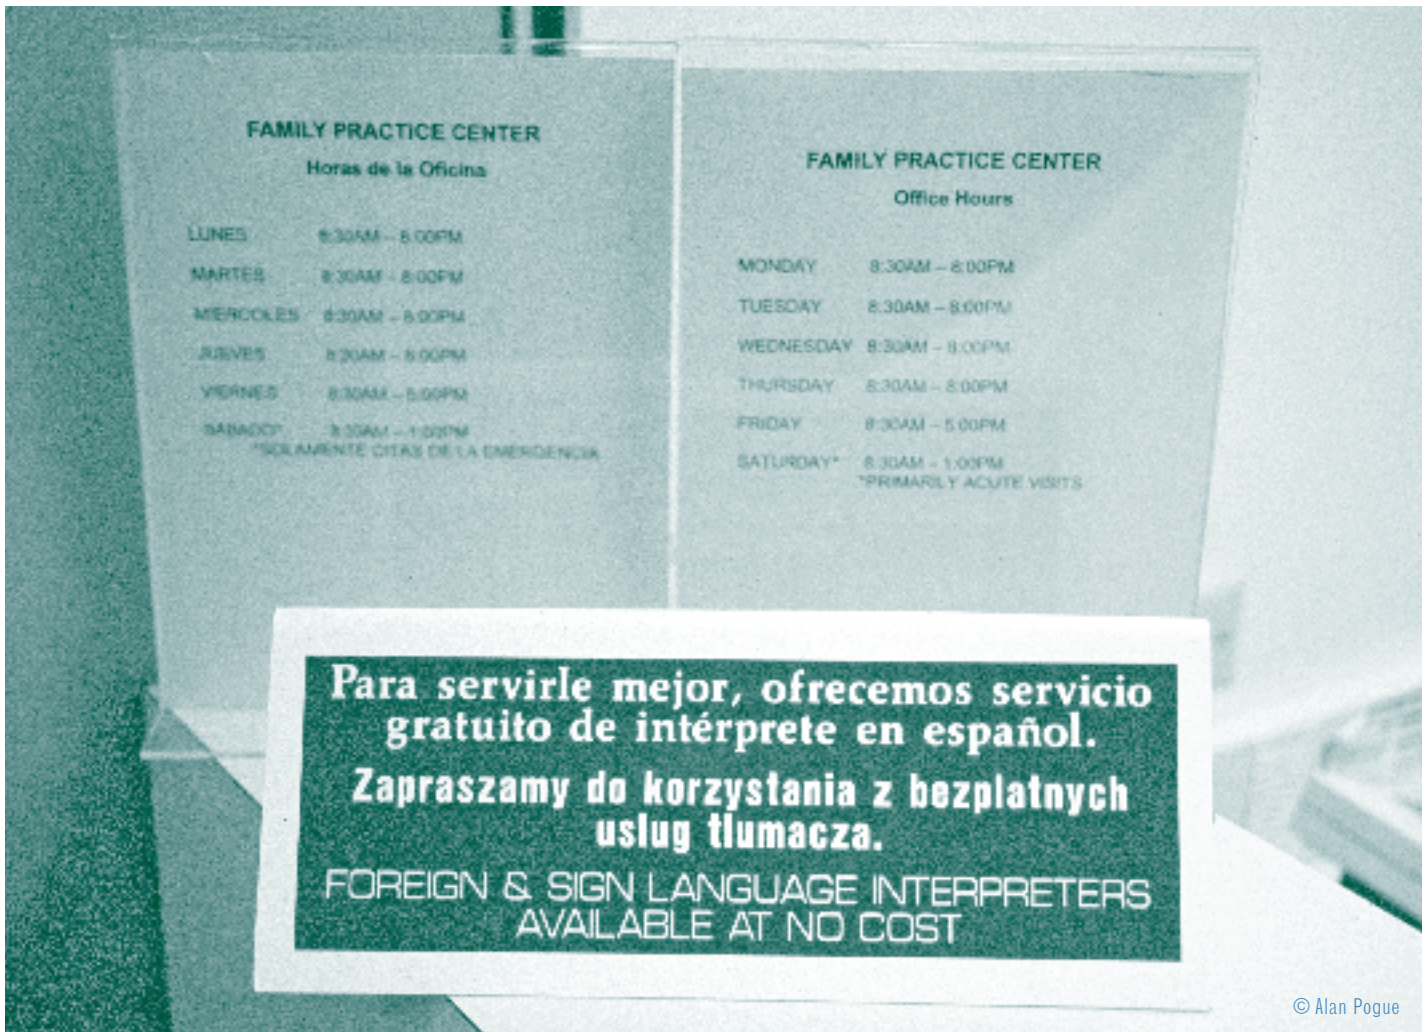 FAMILY PRACTICE CENTER
Horas de la Oficina
LUNES 8:30AM – 8:00PM
MARTES 8:30AM – 8:00PM
MIERCOLES 8:30AM – 8:00PM
JUEVES 8:30AM – 8:00PM
VIERNES 8:30AM – 5:00PM
SABADO* 8:30AM – 1:00PM
*SOLAMENTE CITAS DE LA EMERGENCIA
FAMILY PRACTICE CENTER
Office Hours
MONDAY 8:30AM – 8:00PM
TUESDAY 8:30AM – 8:00PM
WEDNESDAY 8:30AM – 8:00PM
THURSDAY 8:30AM – 8:00PM
FRIDAY 8:30AM – 5:00PM
SATURDAY* 8:30AM – 1:00PM
*PRIMARILY ACUTE VISITS
Para servirle mejor, ofrecemos servicio
gratuito de intérprete en español.
Zapraszamy do korzystania z bezplatnych
uslug tlumacza.
FOREIGN & SIGN LANGUAGE INTERPRETERS
AVAILABLE AT NO COST
© Alan Pogue